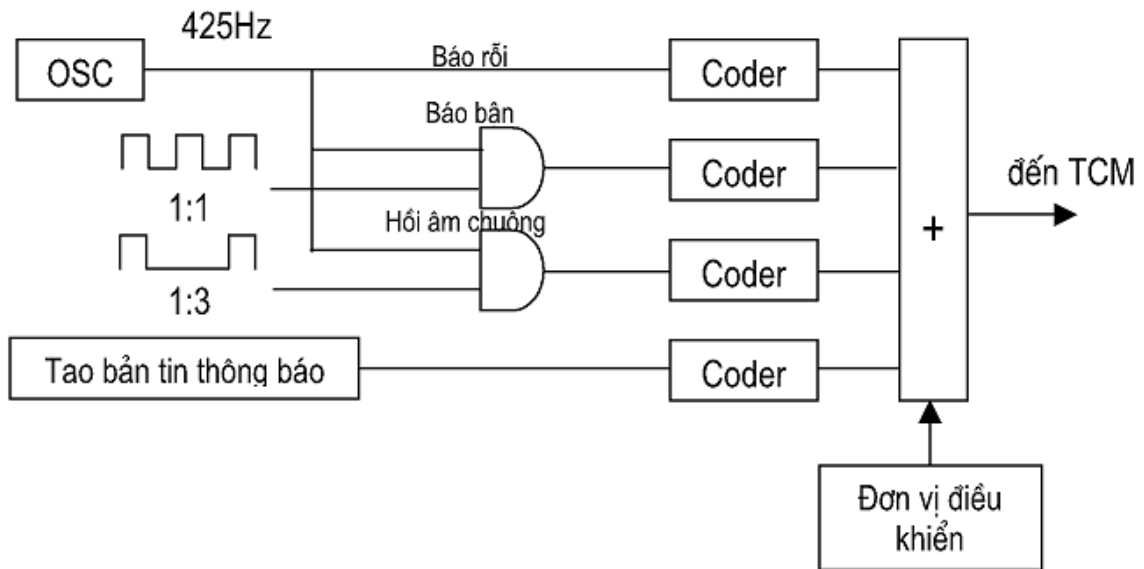 425Hz
OSC
Báo rỗi
Coder
Báo bân
1:1
Coder
đến TCM
Hồi âm chuông
+
1:3
Coder
Tao bản tin thông báo
Coder
Đơn vị điều
khiển